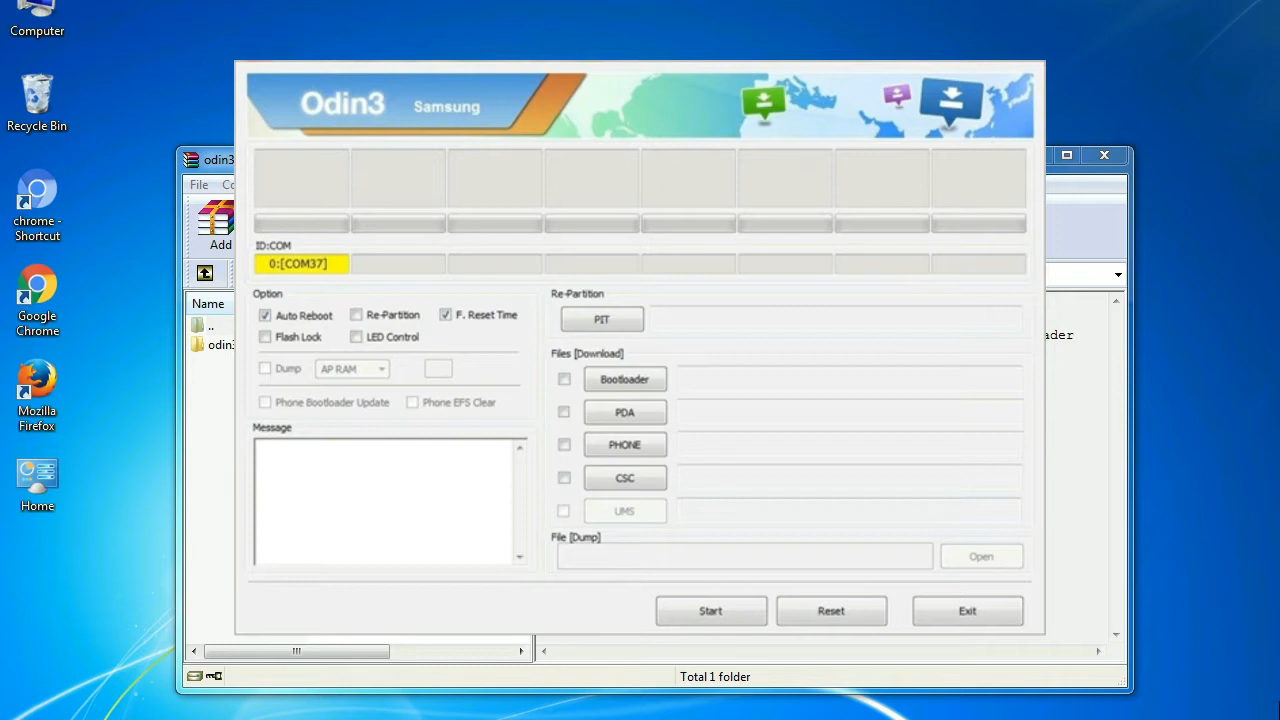 Computer
Recycle Bin
chrome -
Shortcut
Google
Chrome
Mozilla
Firefox
Home
odin3
File
Add
Name
..
odin3
ader
Total 1 folder
Odin3 Samsung
ID:COM
0:[COM37]
Option
Auto Reboot
Re-Partition
F. Reset Time
Flash Lock
LED Control
Dump
AP RAM
Phone Bootloader Update
Phone EFS Clear
Message
Re-Partition
PIT
Files [Download]
Bootloader
PDA
PHONE
CSC
UMS
File [Dump]
Open
Start
Reset
Exit